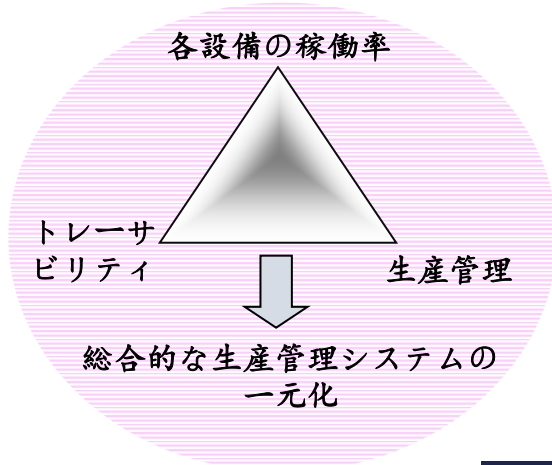 各設備の稼働率
トレーサ
ビリティ
生産管理
総合的な生産管理システムの
一元化